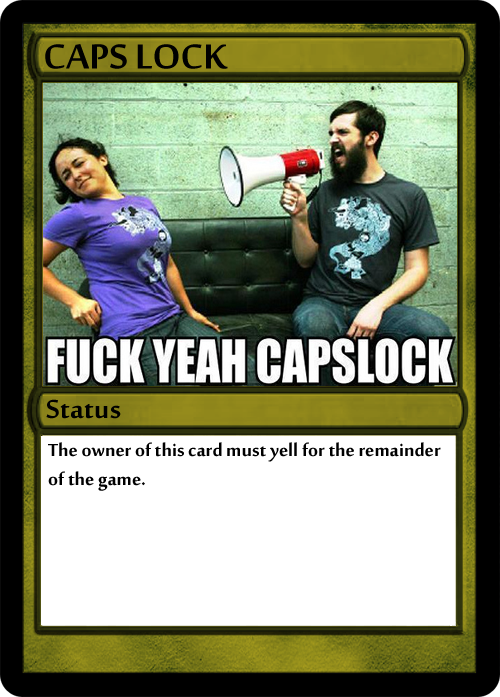 CAPS LOCK
FUCK YEAH CAPSLOCK
Status
The owner of this card must yell for the remainder
of the game.